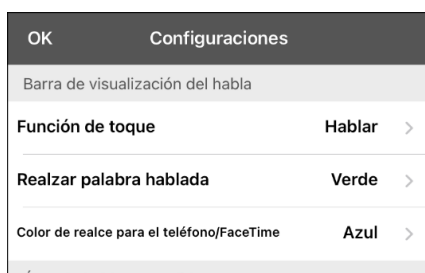 OK Configuraciones
Barra de visualización del habla
Función de toque Hablar
Realzar palabra hablada Verde
Color de realce para el teléfono/FaceTime Azul